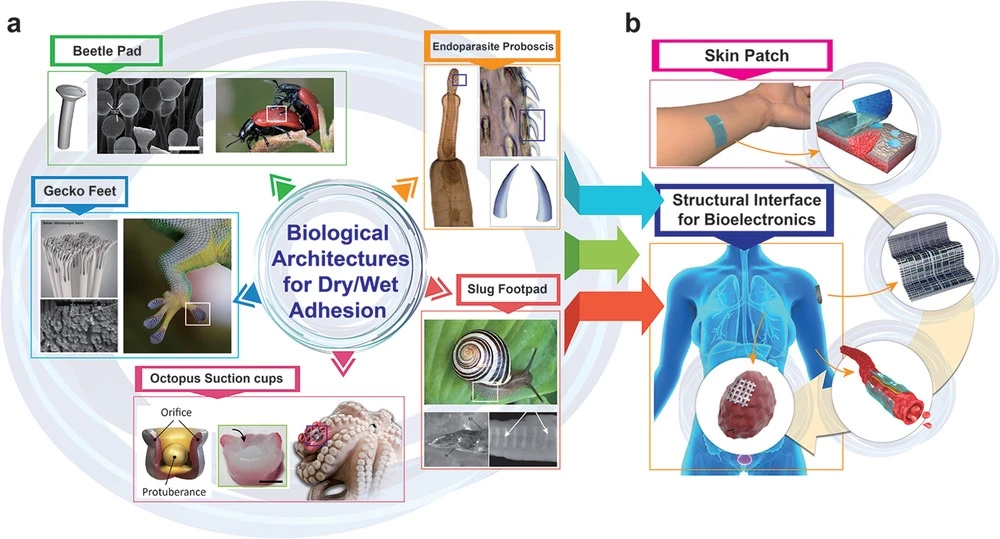 a
b
Beetle Pad
Endoparasite Proboscis
Skin Patch
Gecko Feet
Biological
Architectures
for Dry/Wet
Adhesion
Structural Interface
for Bioelectronics
Slug Footpad
Octopus Suction cups
Orifice
Protuberance